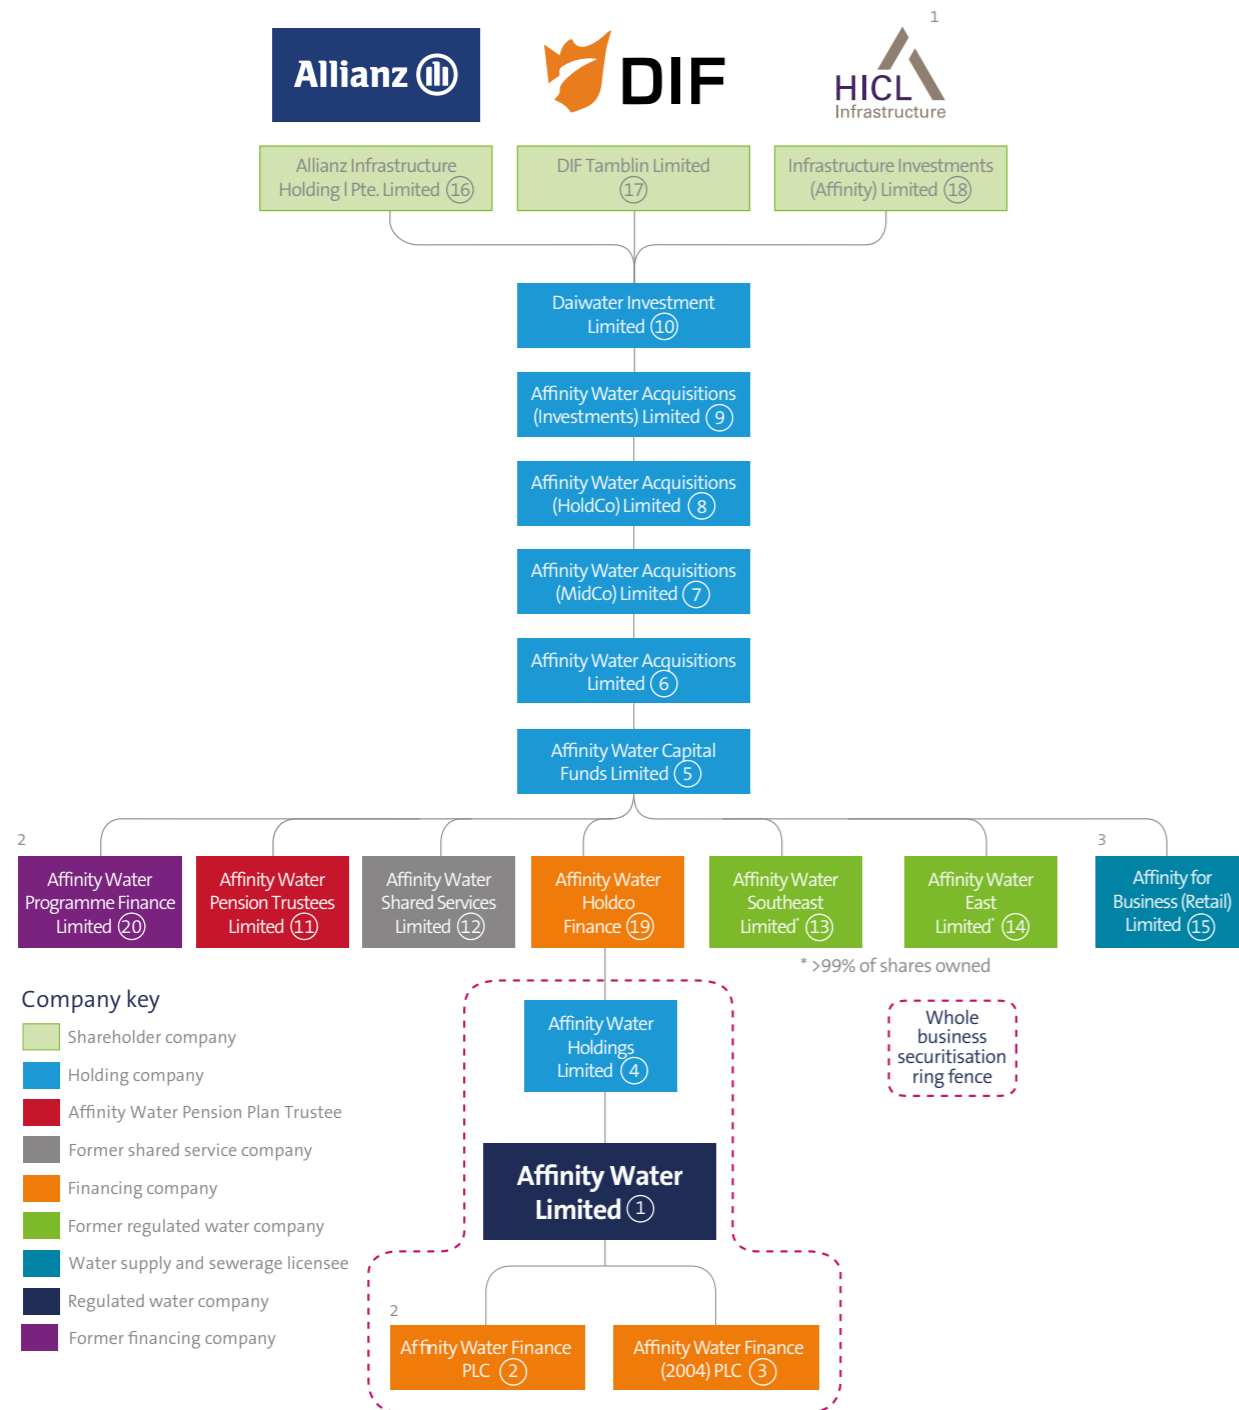 1
Allianz
DIF
HICL
Infrastructure
Allianz Infrastructure
Holding l Pte. Limited 16
DIF Tamblin Limited
17
Infrastructure Investments
(Affinity) Limited 18
Daiwater Investment
Limited 10
Affinity Water Acquisitions
(Investments) Limited 9
Affinity Water Acquisitions
(HoldCo) Limited 8
Affinity Water Acquisitions
(MidCo) Limited 7
Affinity Water Acquisitions
Limited 6
Affinity Water Capital
Funds Limited 5
2
Affinity Water
Programme Finance
Limited 20
Affinity Water
Pension Trustees
Limited 11
Affinity Water
Shared Services
Limited 12
Affinity Water
Holdco
Finance 19
Affinity Water
Southeast
Limited* 13
Affinity Water
East
Limited* 14
3
Affinity for
Business (Retail)
Limited 15
* >99% of shares owned
Company key
Shareholder company
Holding company
Affinity Water Pension Plan Trustee
Former shared service company
Financing company
Former regulated water company
Water supply and sewerage licensee
Regulated water company
Former financing company
Affinity Water
Holdings
Limited 4
Whole
business
securitisation
ring fence
Affinity Water
Limited 1
2
Affinity Water Finance
PLC 2
Affinity Water Finance
(2004) PLC 3